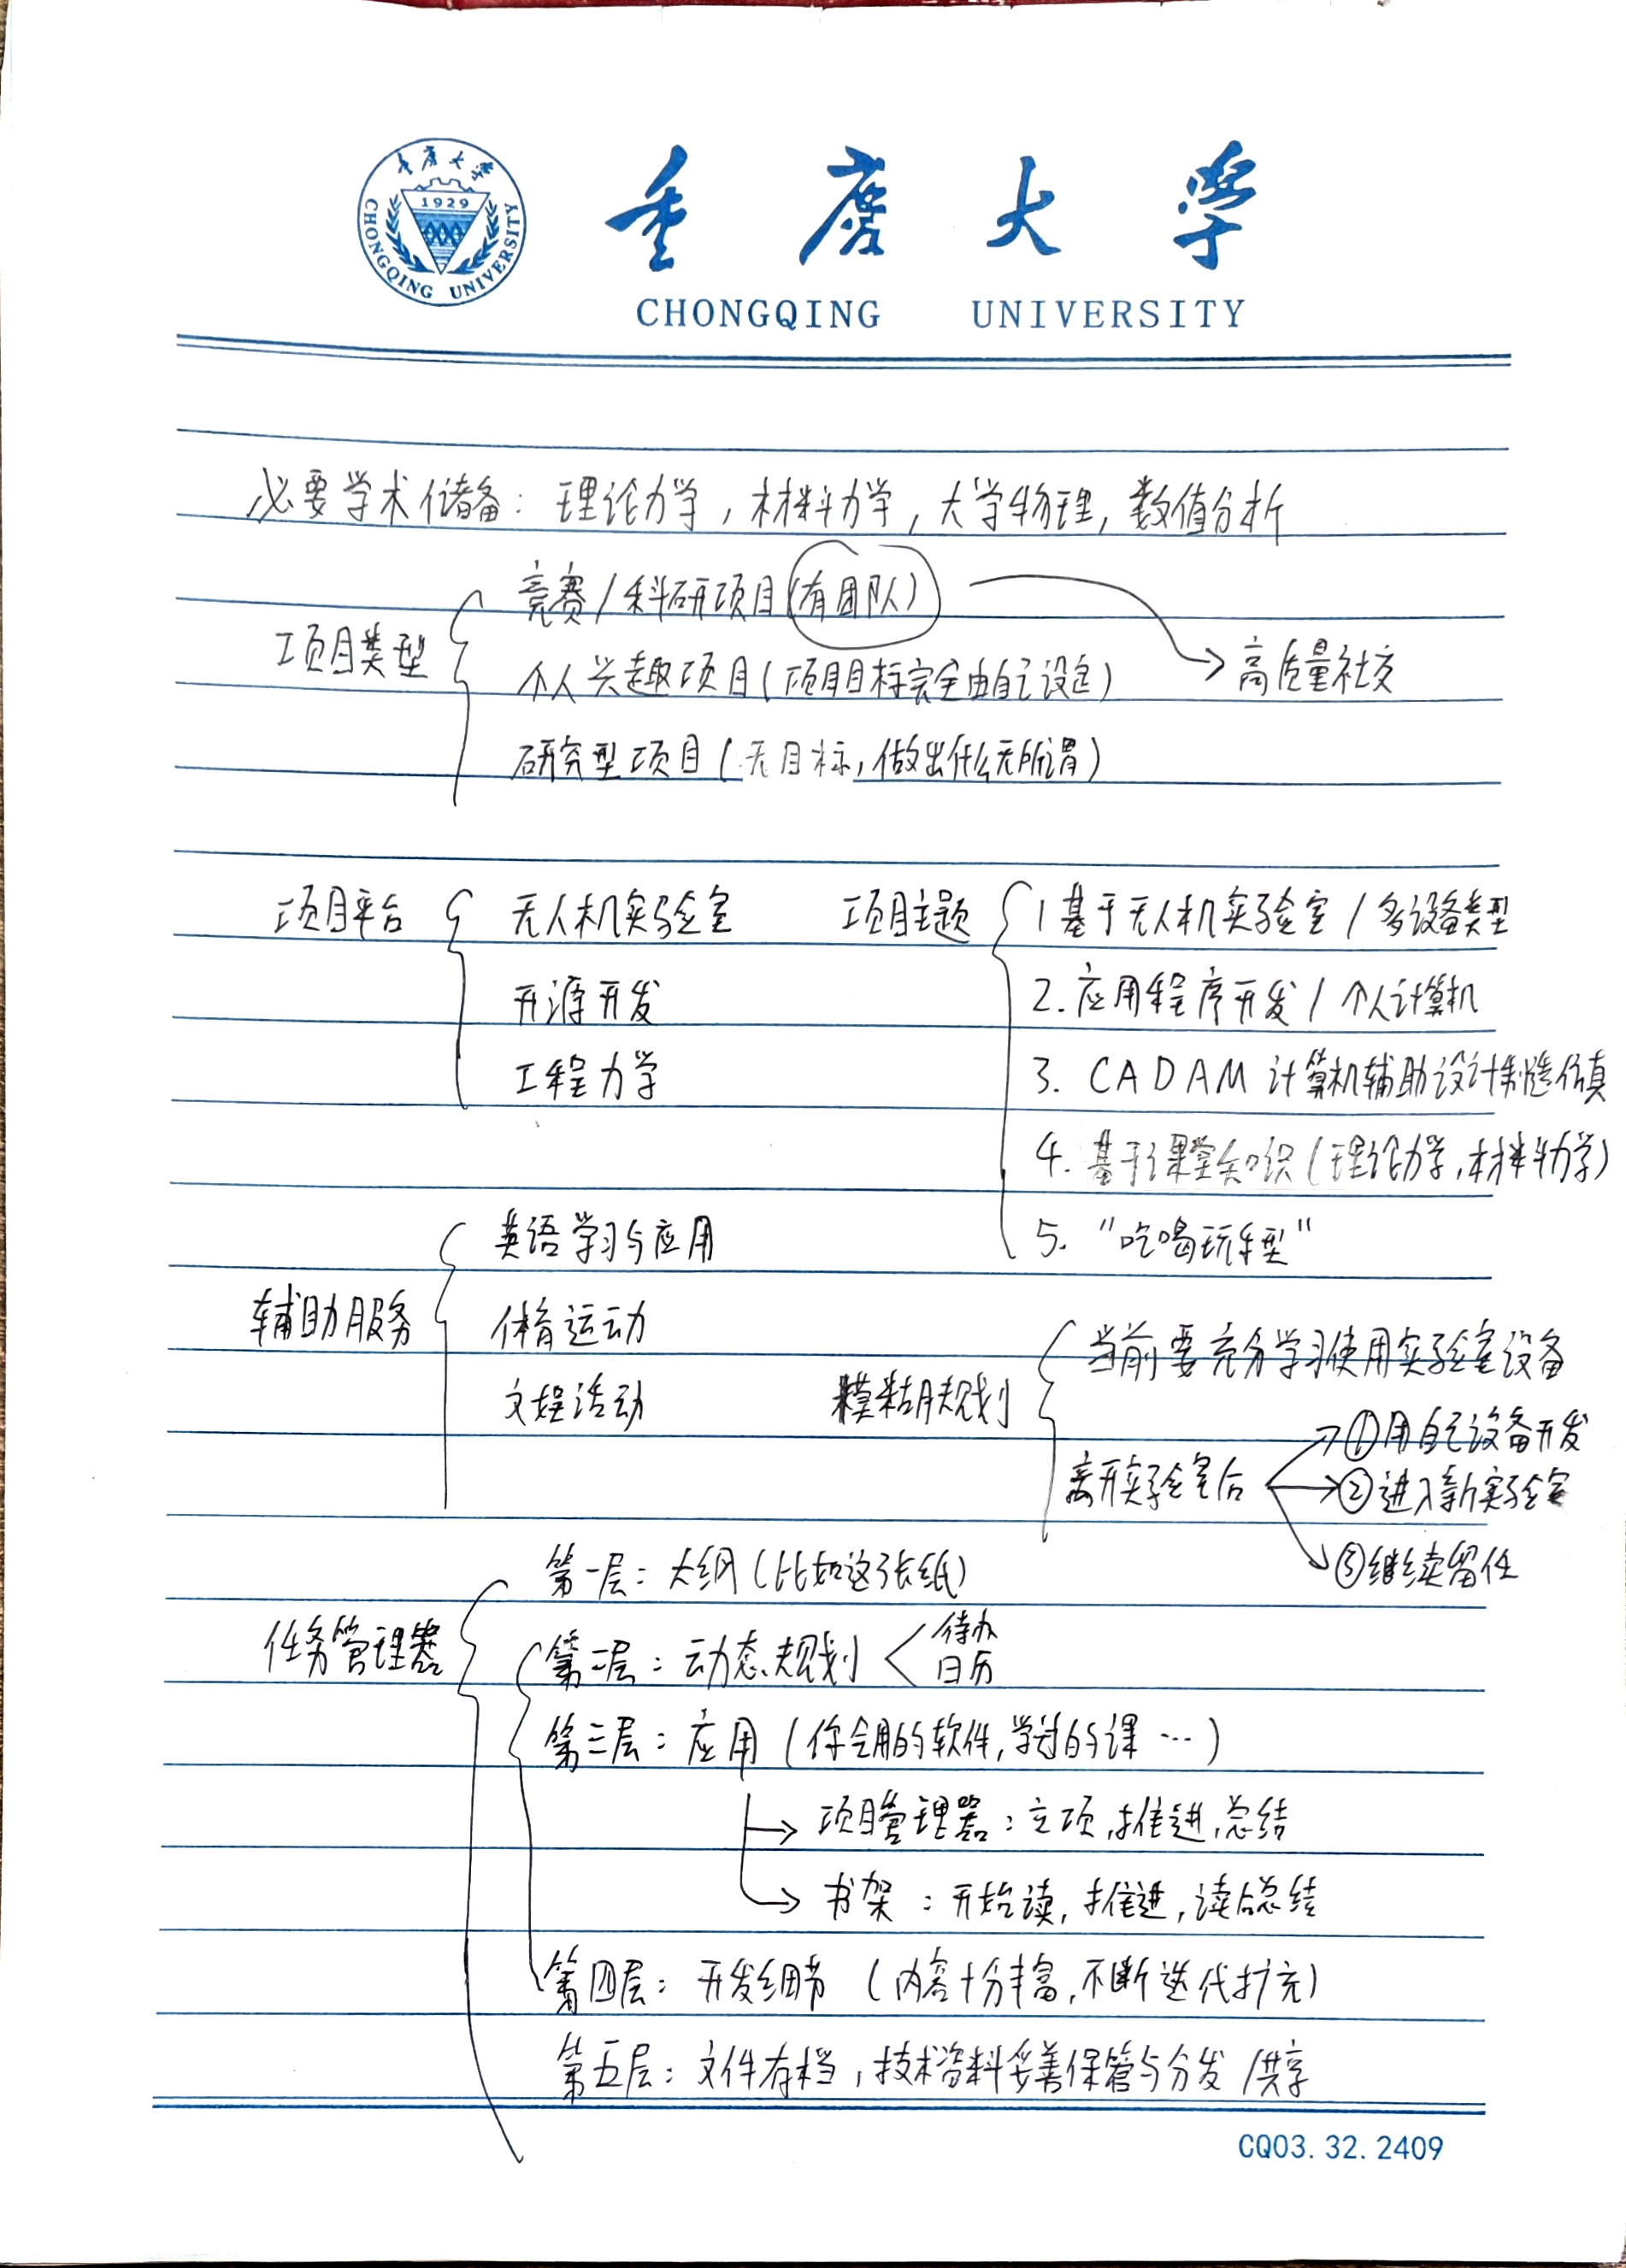 重庆大学
1929
CHONGQING UNIVERSITY
重庆大学
CHONGQING UNIVERSITY
必要学术储备：理论力学，材料力学，大学物理，数值分析
项目类型
竞赛/科研项目(有团队)
高质量社交
个人兴趣项目(项目目标完全由自己设定)
研究型项目(无目标,做出什么无所谓)
项目平台
无人机实验室
开源开发
工程力学
项目主题
1 基于无人机实验室/多设备类型
2. 应用程序开发/个人计算机
3. CADAM 计算机辅助设计制造仿真
4. 基于课堂知识(理论力学,材料力学)
5. "吃喝玩乐型"
辅助服务
英语学习与应用
体育运动
文娱活动
模糊规划
当前要充分学习使用实验室设备
离开实验室后
①用自己设备开发
②进入新实验室
③继续留任
任务管理器
第一层：大纲(比如这张纸)
第二层：动态规划
待办
日历
第三层：应用(你会用的软件,学过的课…)
项目管理器：立项,推进,总结
书架：开始读,推进,读后总结
第四层：开发细节(内容十分丰富,不断迭代扩充)
第五层：文件存档,技术资料妥善保管与分发/共享
CQ03.32.2409